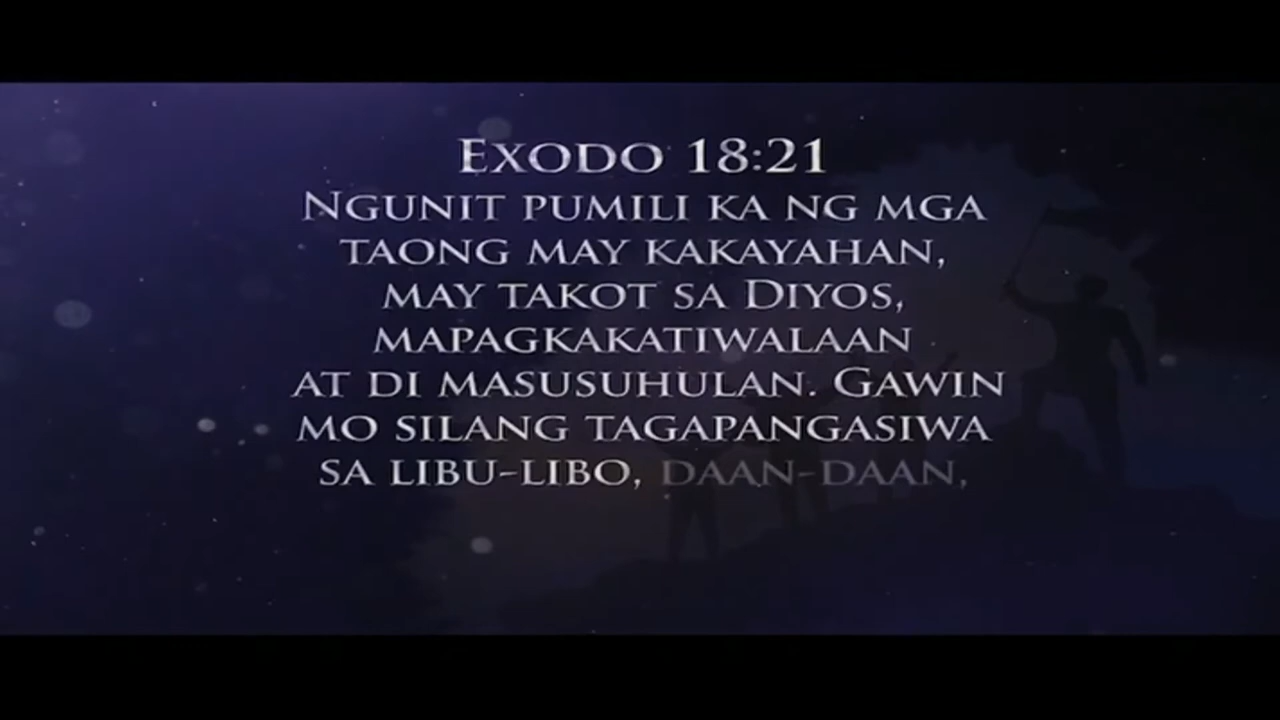 Exodo 18:21
Ngunit pumili ka ng mga
taong may kakayahan,
may takot sa Diyos,
mapagkakatiwalaan
at di masusuhulan. Gawin
mo silang tagapangasiwa
sa libu-libo, daan-daan,